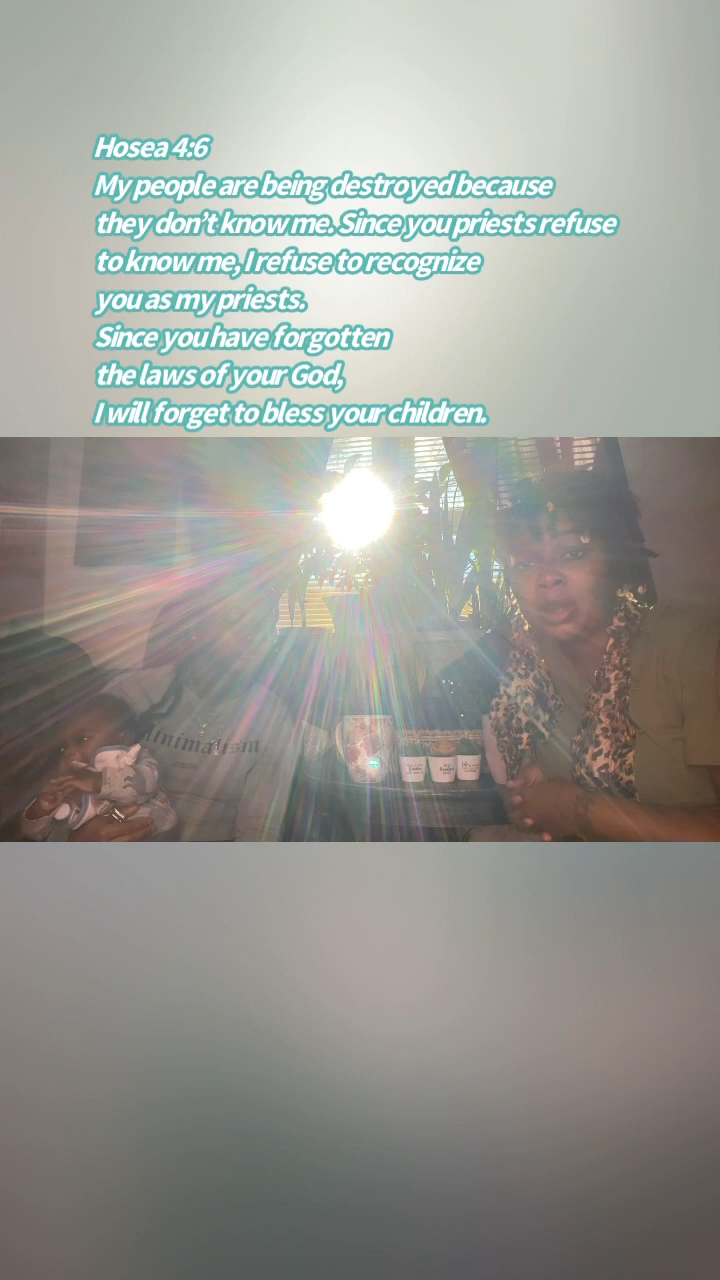 Hosea 4:6
My people are being destroyed because
they don't know me. Since you priests refuse
to know me, I refuse to recognize
you as my priests.
Since you have forgotten
the laws of your God,
I will forget to bless your children.
minimalism